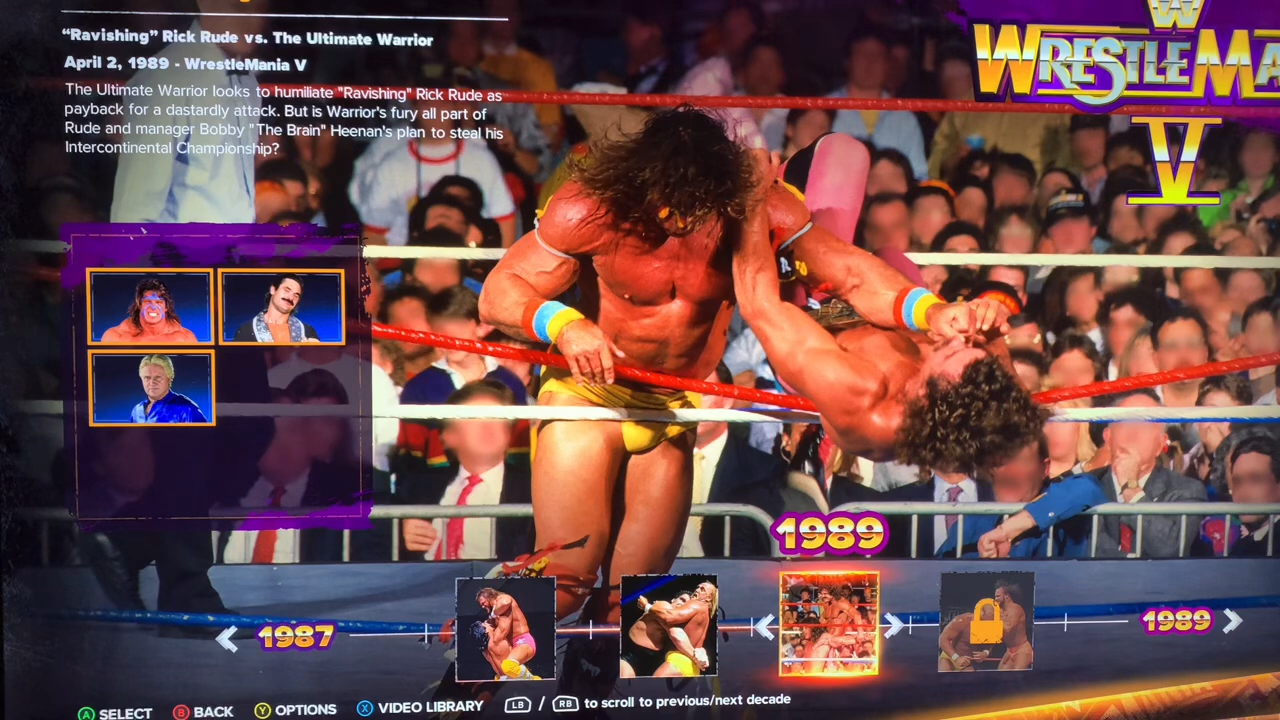 "Ravishing" Rick Rude vs. The Ultimate Warrior
April 2, 1989 - WrestleMania V
The Ultimate Warrior looks to humiliate "Ravishing" Rick Rude as
payback for a dastardly attack. But is Warrior's fury all part of
Rude and manager Bobby "The Brain" Heenan's plan to steal his
Intercontinental Championship?
W
WRESTLEMA
V
1989
1987
1989
A SELECT B BACK Y OPTIONS X VIDEO LIBRARY LB / RB to scroll to previous/next decade